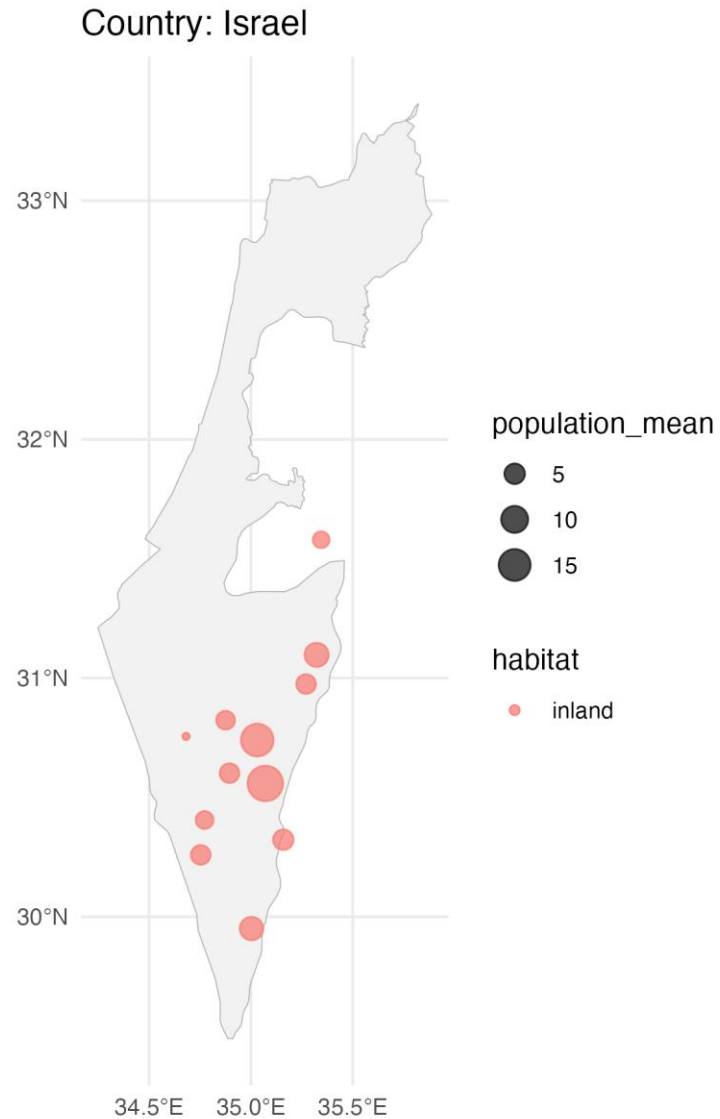 Country: Israel
33°N
32°N
31°N
30°N
34.5°E 35.0°E 35.5°E
population_mean
5
10
15
habitat
inland